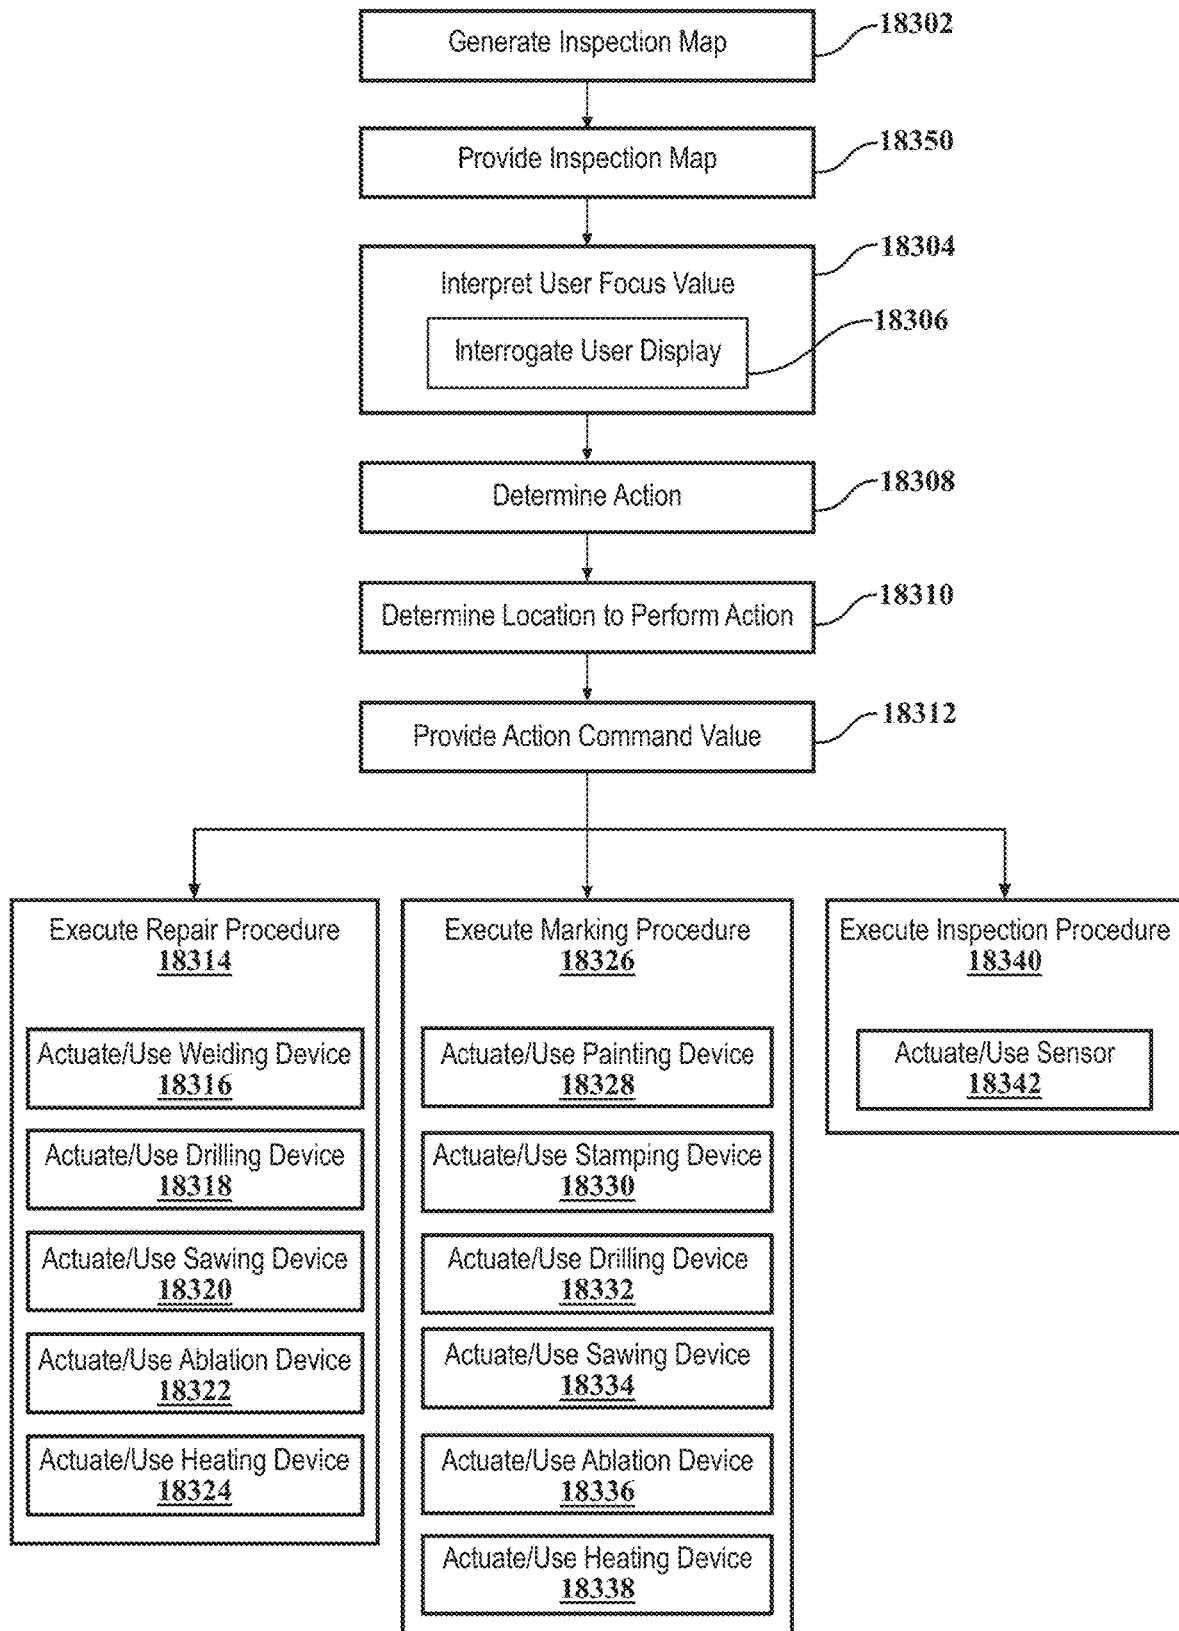 Generate Inspection Map
18302
Provide Inspection Map
18350
Interpret User Focus Value
18304
Interrogate User Display
18306
Determine Action
18308
Determine Location to Perform Action
18310
Provide Action Command Value
18312
Execute Repair Procedure
18314
Actuate/Use Welding Device
18316
Actuate/Use Drilling Device
18318
Actuate/Use Sawing Device
18320
Actuate/Use Ablation Device
18322
Actuate/Use Heating Device
18324
Execute Marking Procedure
18326
Actuate/Use Painting Device
18328
Actuate/Use Stamping Device
18330
Actuate/Use Drilling Device
18332
Actuate/Use Sawing Device
18334
Actuate/Use Ablation Device
18336
Actuate/Use Heating Device
18338
Execute Inspection Procedure
18340
Actuate/Use Sensor
18342